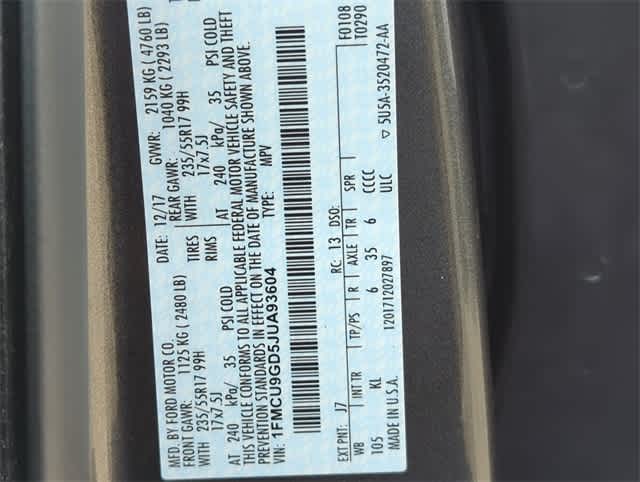 MFD. BY FORD MOTOR CO.
DATE: 12/17
GVWR: 2159 KG ( 4760 LB)
FRONT GAWR: 1125 KG ( 2480 LB)
REAR GAWR: 1040 KG ( 2293 LB)
WITH 235/55R17 99H TIRES WITH 235/55R17 99H
17x7.5J RIMS 17x7.5J
AT 240 kPa/ 35 PSI COLD AT 240 kPa/ 35 PSI COLD
THIS VEHICLE CONFORMS TO ALL APPLICABLE FEDERAL MOTOR VEHICLE SAFETY AND THEFT
PREVENTION STANDARDS IN EFFECT ON THE DATE OF MANUFACTURE SHOWN ABOVE.
VIN: 1FMCU9GD5JUA93604 TYPE: MPV
F0108
T0290
EXT PNT: J7 RC: 13 DSO:
WB INT TR TP/PS R AXLE TR SPR
105 KL 6 35 6 CCCC
MADE IN U.S.A. 120171202789​7 ULC
▽ 5U5A-3520472-AA